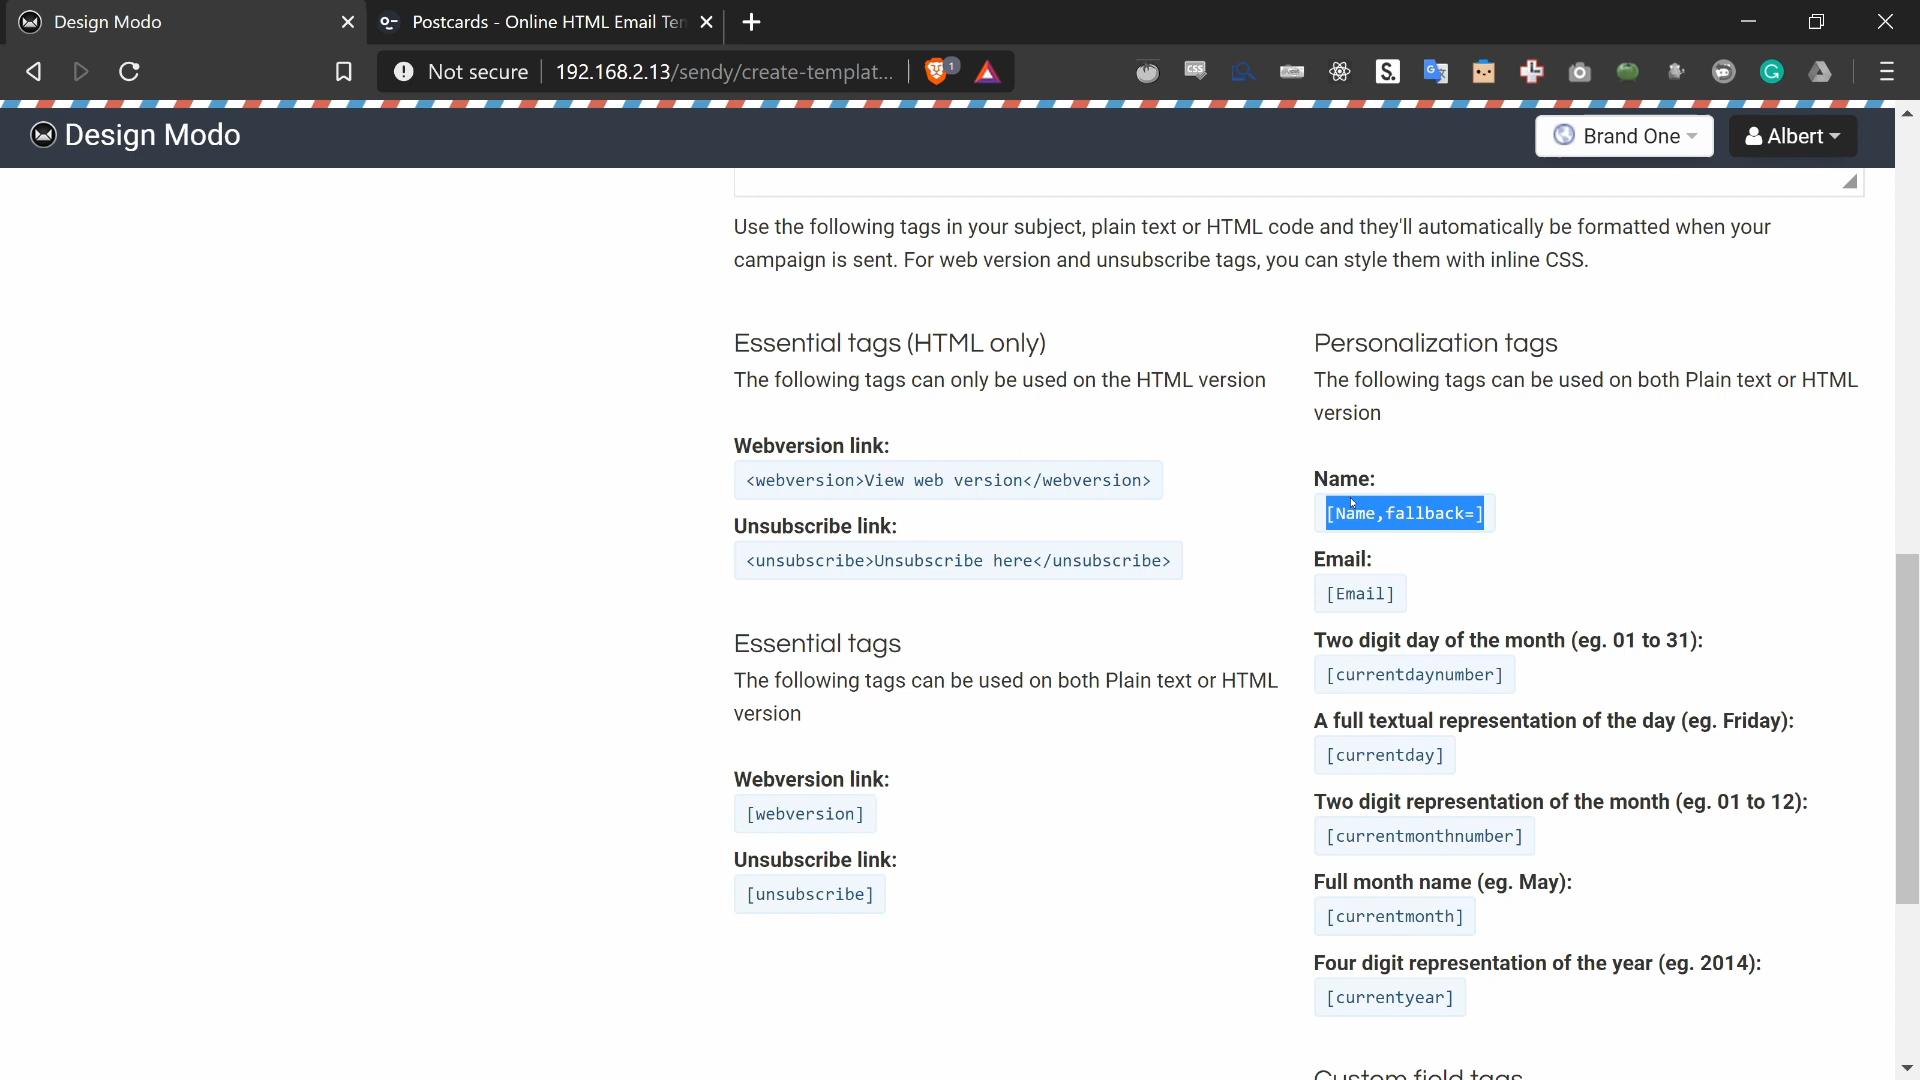 Design Modo
Postcards - Online HTML Email Ten
Not secure
192.168.2.13/sendy/create-templat...
1
CSS
S.
G
Design Modo
Brand One
Albert
Use the following tags in your subject, plain text or HTML code and they'll automatically be formatted when your
campaign is sent. For web version and unsubscribe tags, you can style them with inline CSS.
Essential tags (HTML only)
The following tags can only be used on the HTML version
Webversion link:
<webversion>View web version</webversion>
Unsubscribe link:
<unsubscribe>Unsubscribe here</unsubscribe>
Essential tags
The following tags can be used on both Plain text or HTML
version
Webversion link:
[webversion]
Unsubscribe link:
[unsubscribe]
Personalization tags
The following tags can be used on both Plain text or HTML
version
Name:
[Name,fallback=]
Email:
[Email]
Two digit day of the month (eg. 01 to 31):
[currentdaynumber]
A full textual representation of the day (eg. Friday):
[currentday]
Two digit representation of the month (eg. 01 to 12):
[currentmonthnumber]
Full month name (eg. May):
[currentmonth]
Four digit representation of the year (eg. 2014):
[currentyear]
Custom field tags